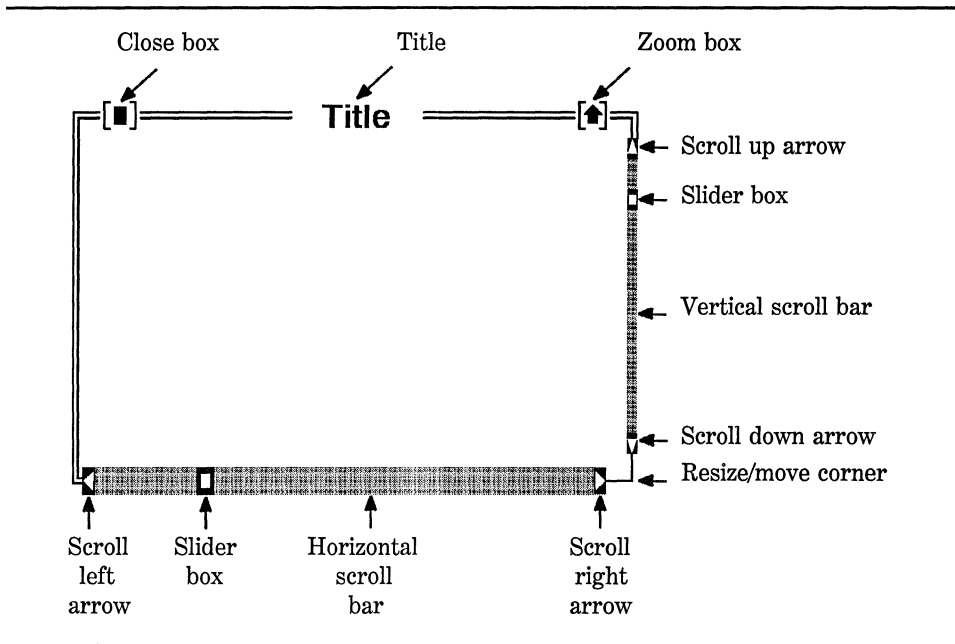 Close box
Title
Zoom box
Title
Scroll up arrow
Slider box
Vertical scroll bar
Scroll down arrow
Resize/move corner
Scroll
left
arrow
Slider
box
Horizontal
scroll
bar
Scroll
right
arrow